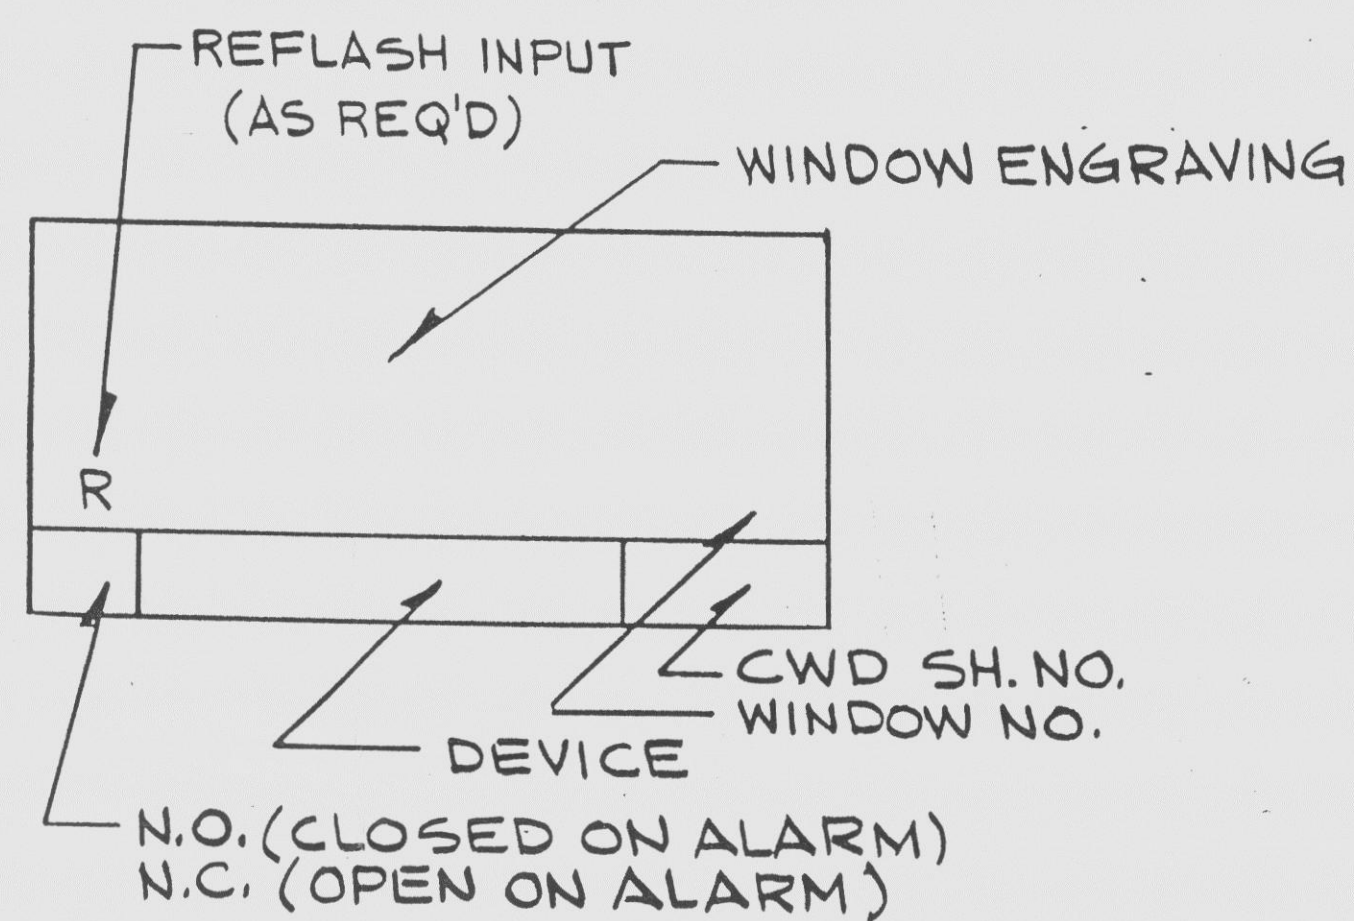 REFLASH INPUT
(AS REQ'D)
WINDOW ENGRAVING
R
CWD SH. NO.
WINDOW NO.
DEVICE
N.O. (CLOSED ON ALARM)
N.C. (OPEN ON ALARM)